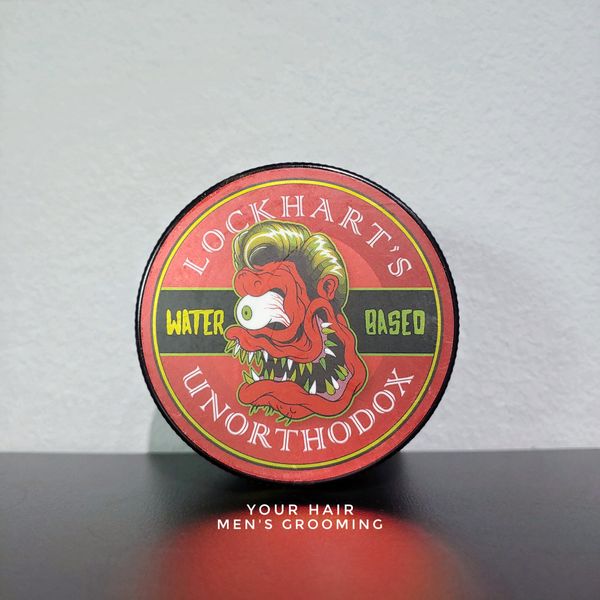 LOCKHART'S
WATER BASED
UNORTHODOX
YOUR HAIR
MEN'S GROOMING